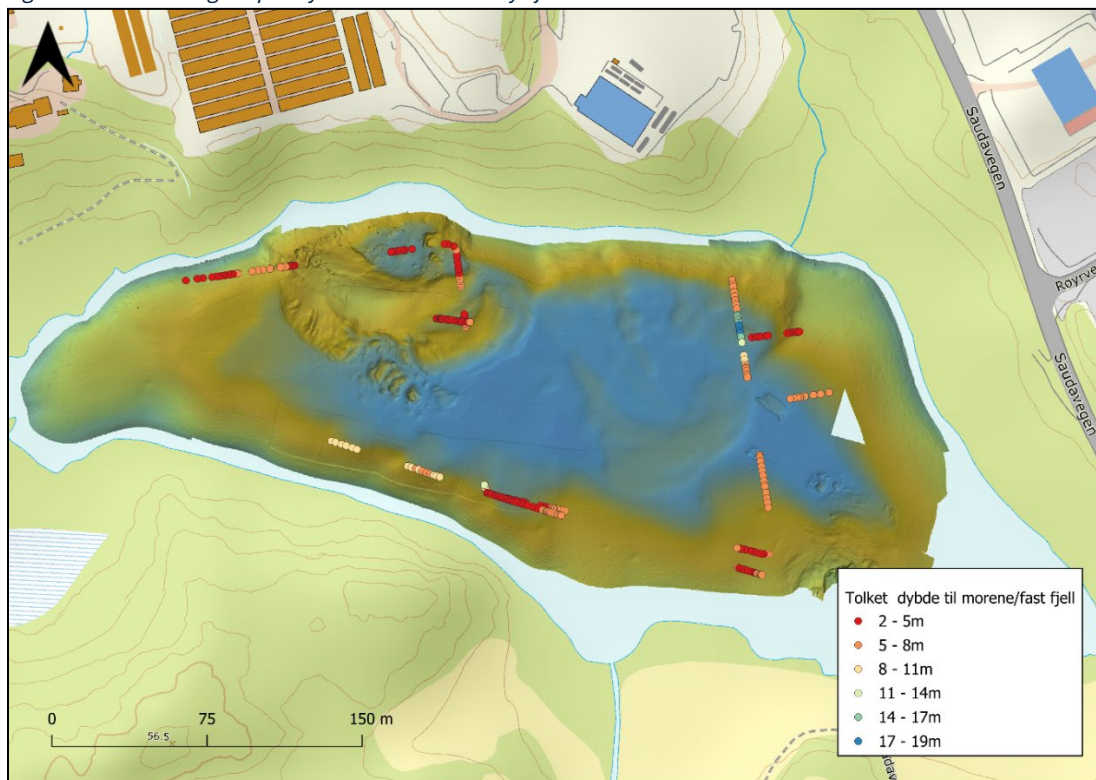 Saudavegen
Røyrve
Saudavegen
Tolket dybde til morene/fast fjell
2 - 5m
5 - 8m
8 - 11m
11 - 14m
14 - 17m
17 - 19m
0 75 150 m
56.5